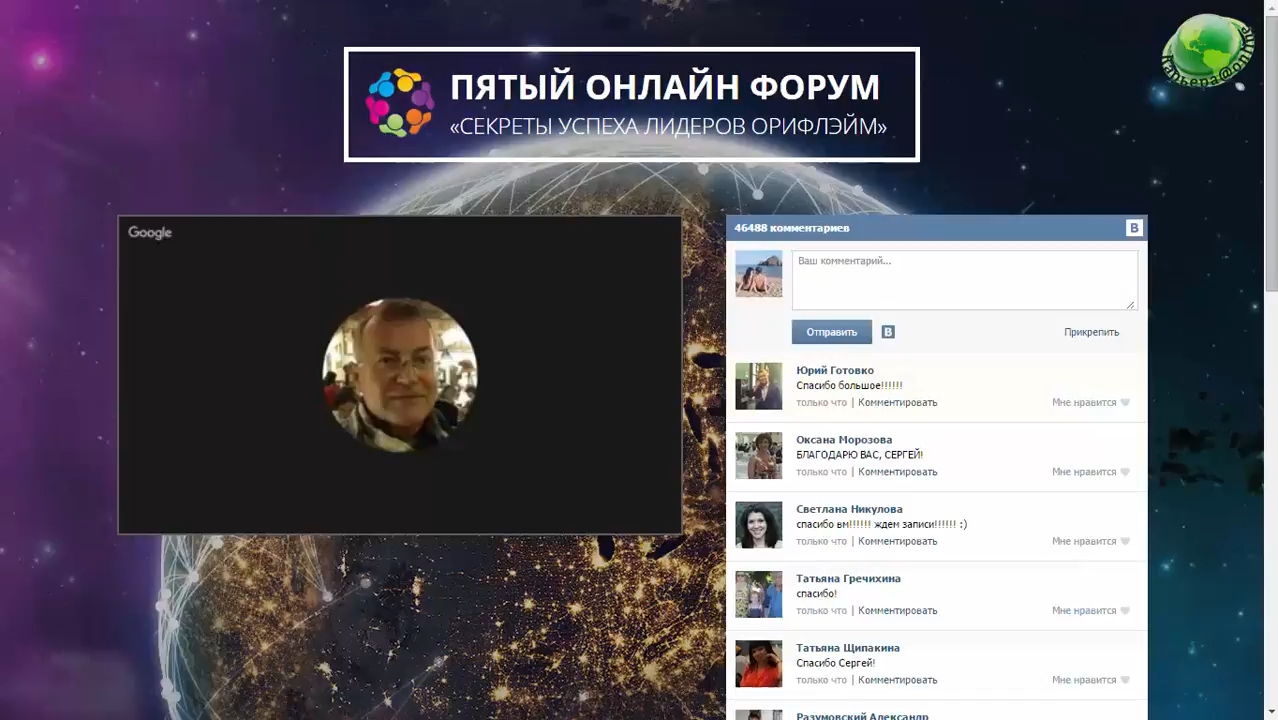 карьера@online
ПЯТЫЙ ОНЛАЙН ФОРУМ
«СЕКРЕТЫ УСПЕХА ЛИДЕРОВ ОРИФЛЭЙМ»
Google
46488 комментариев
B
Ваш комментарий...
Отправить B Прикрепить
Юрий Готовко
Спасибо большое!!!!!!
только что | Комментировать Мне нравится
Оксана Морозова
БЛАГОДАРЮ ВАС, СЕРГЕЙ!
только что | Комментировать Мне нравится
Светлана Никулова
спасибо вм!!!!!! ждем записи!!!!!! :)
только что | Комментировать Мне нравится
Татьяна Гречихина
спасибо!
только что | Комментировать Мне нравится
Татьяна Щипакина
Спасибо Сергей!
только что | Комментировать Мне нравится
Разумовский Александр